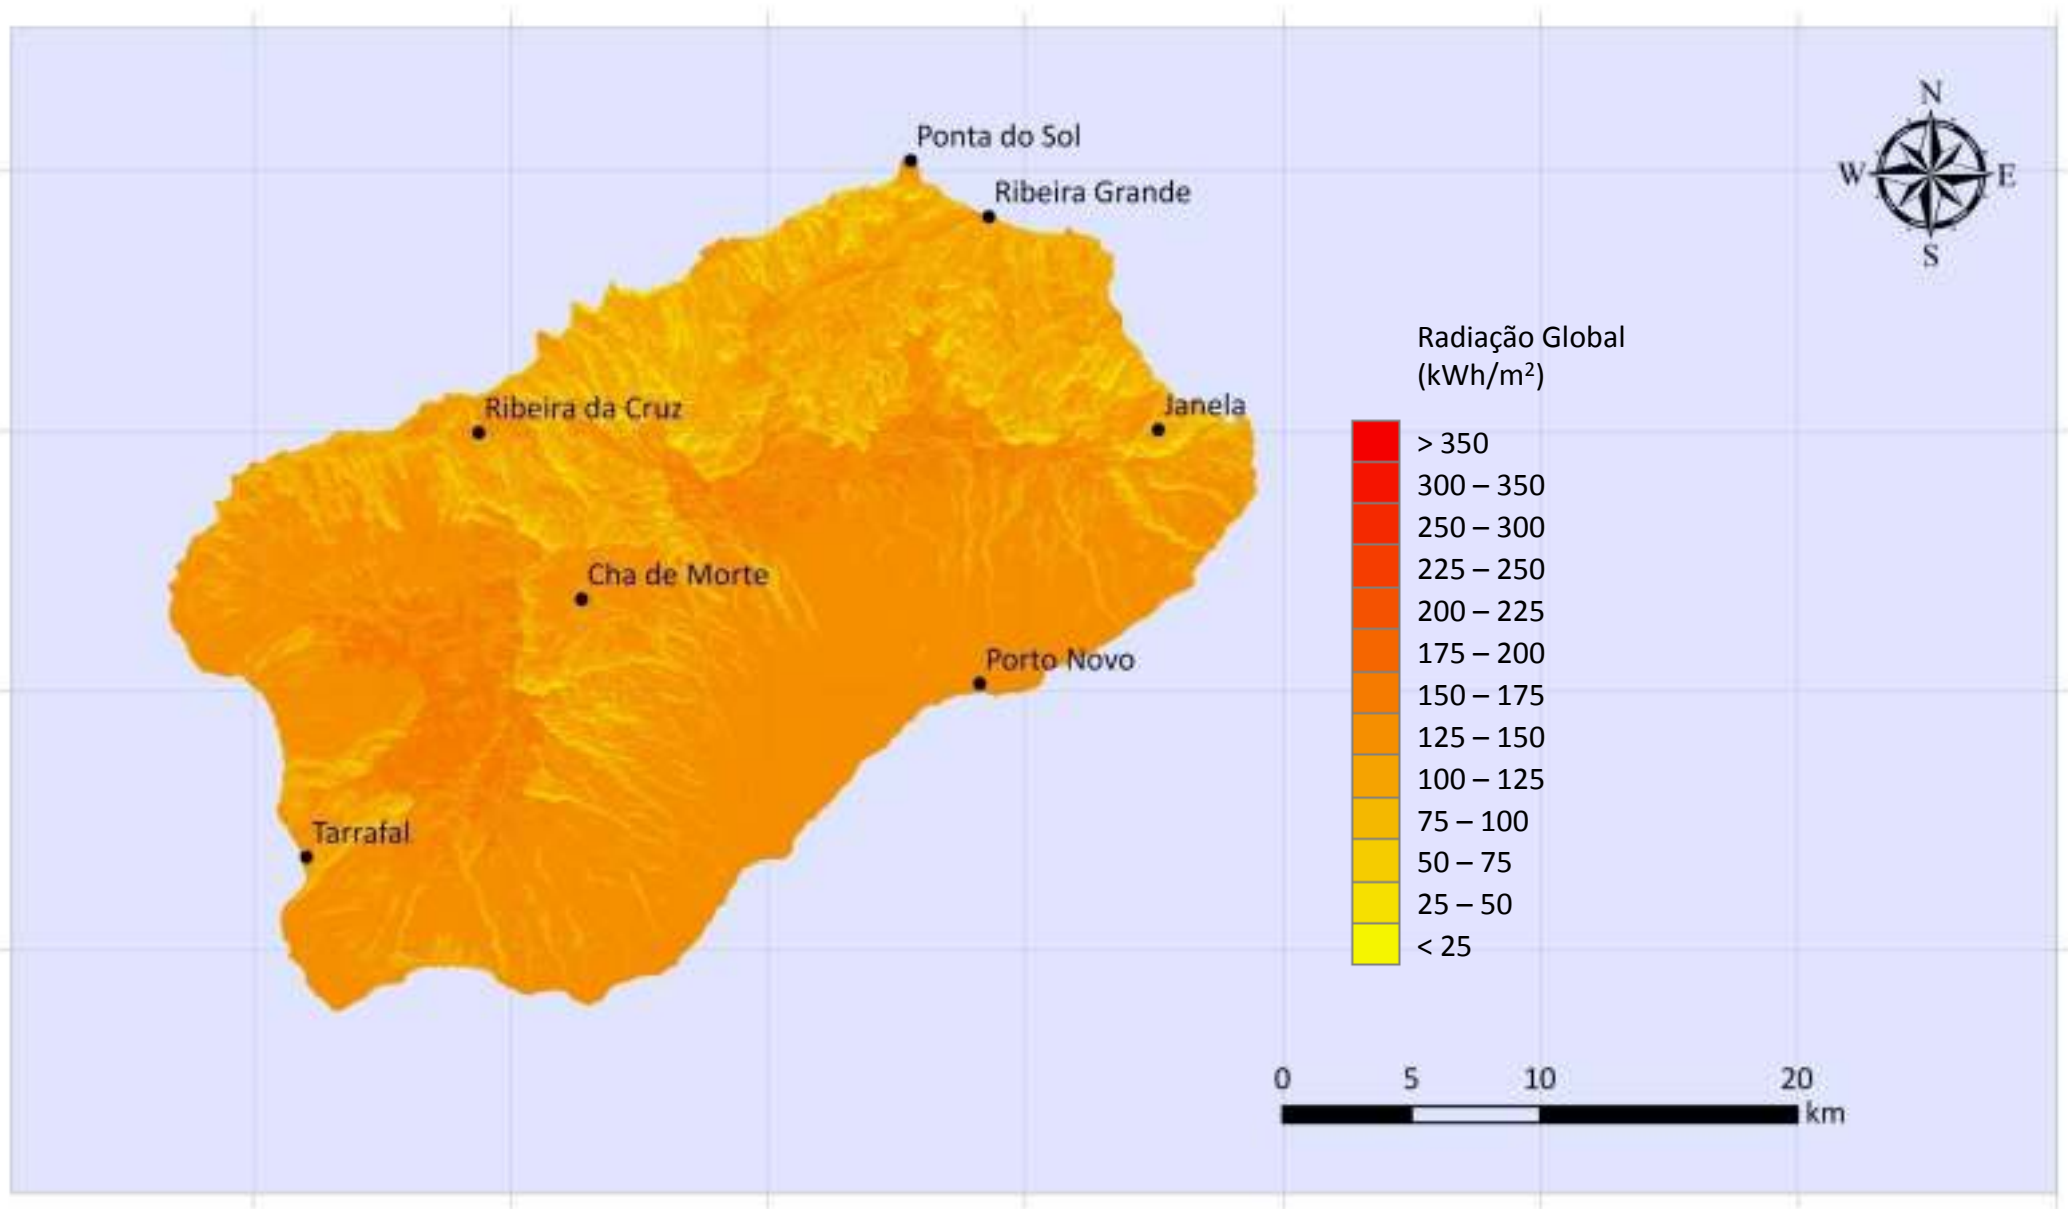 N
W
E
S
Ponta do Sol
Ribeira Grande
Ribeira da Cruz
Janela
Cha de Morte
Porto Novo
Tarrafal
Radiação Global
(kWh/m²)
> 350
300 – 350
250 – 300
225 – 250
200 – 225
175 – 200
150 – 175
125 – 150
100 – 125
75 – 100
50 – 75
25 – 50
< 25
0 5 10 20
km